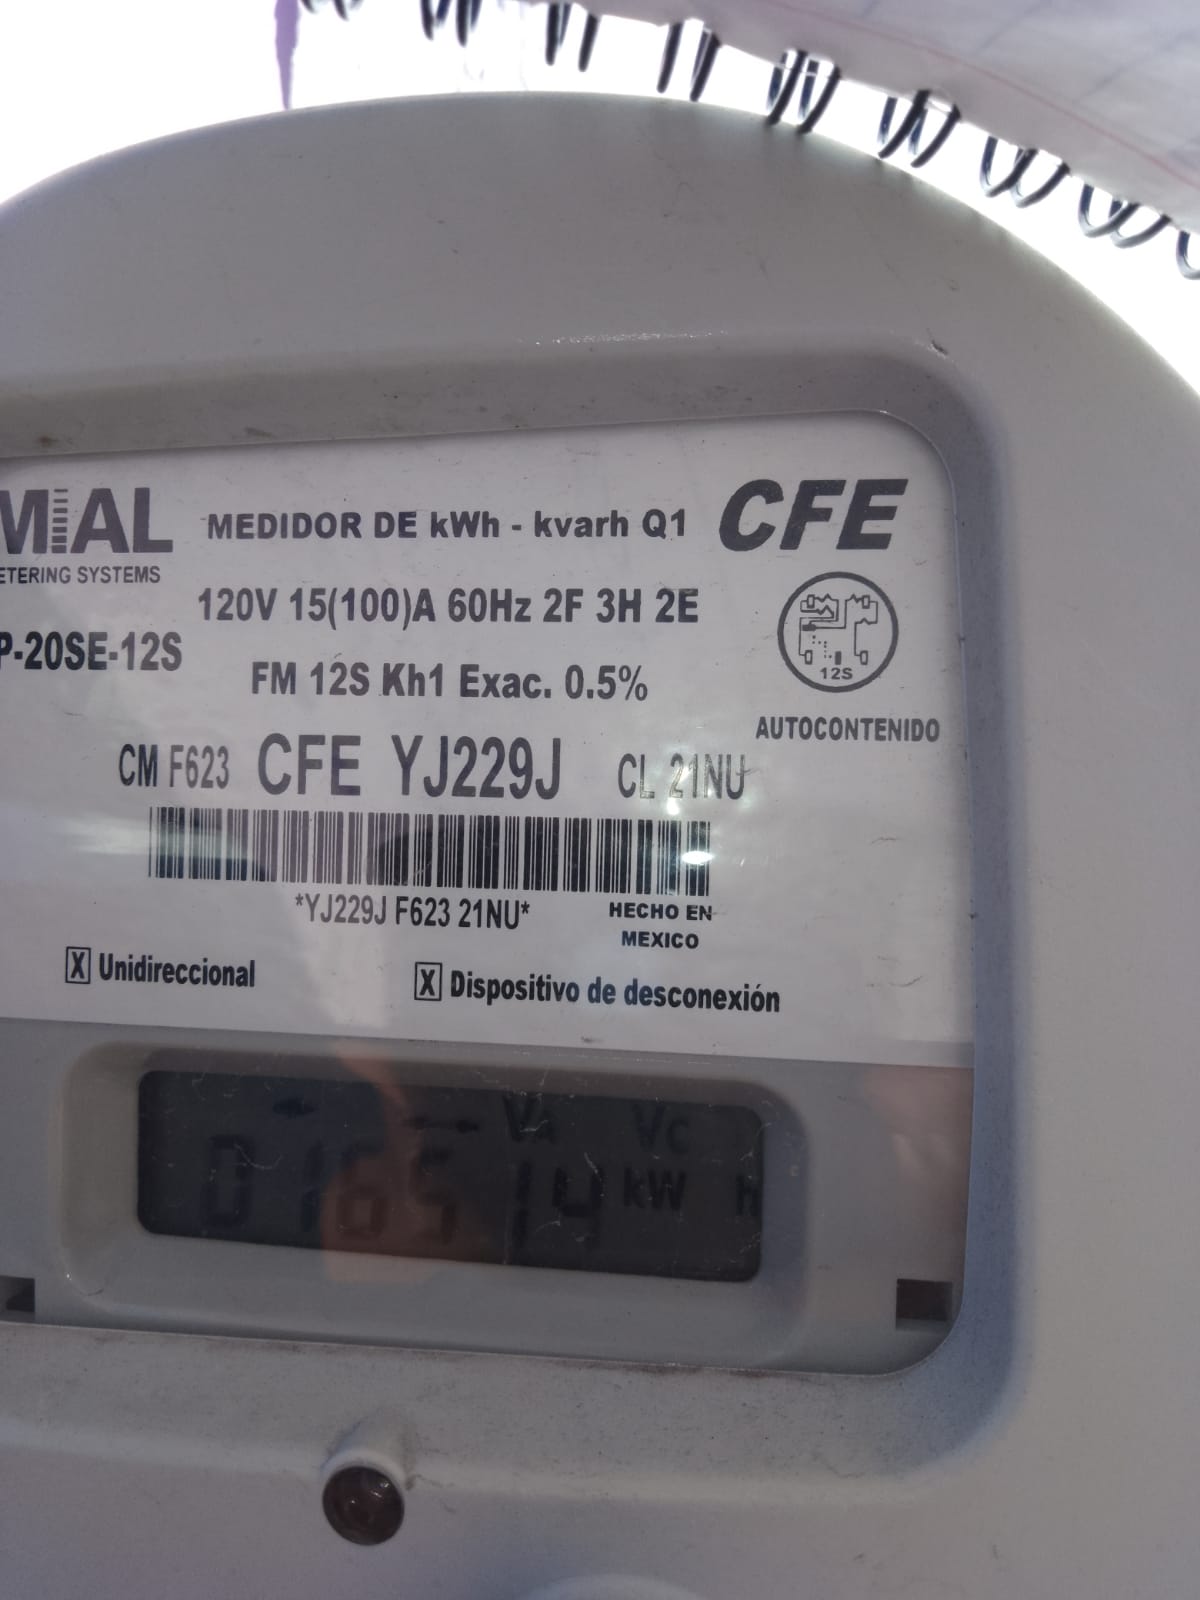 MIAL
ETERING SYSTEMS
MEDIDOR DE kWh - kvarh Q1
CFE
120V 15(100)A 60Hz 2F 3H 2E
P-20SE-12S
FM 12S Kh1 Exac. 0.5%
12S
AUTOCONTENIDO
CM F623 CFE YJ229J CL 21NU
*YJ229J F623 21NU*
HECHO EN
MEXICO
X Unidireccional
X Dispositivo de desconexión
VA VC
016514 kW H